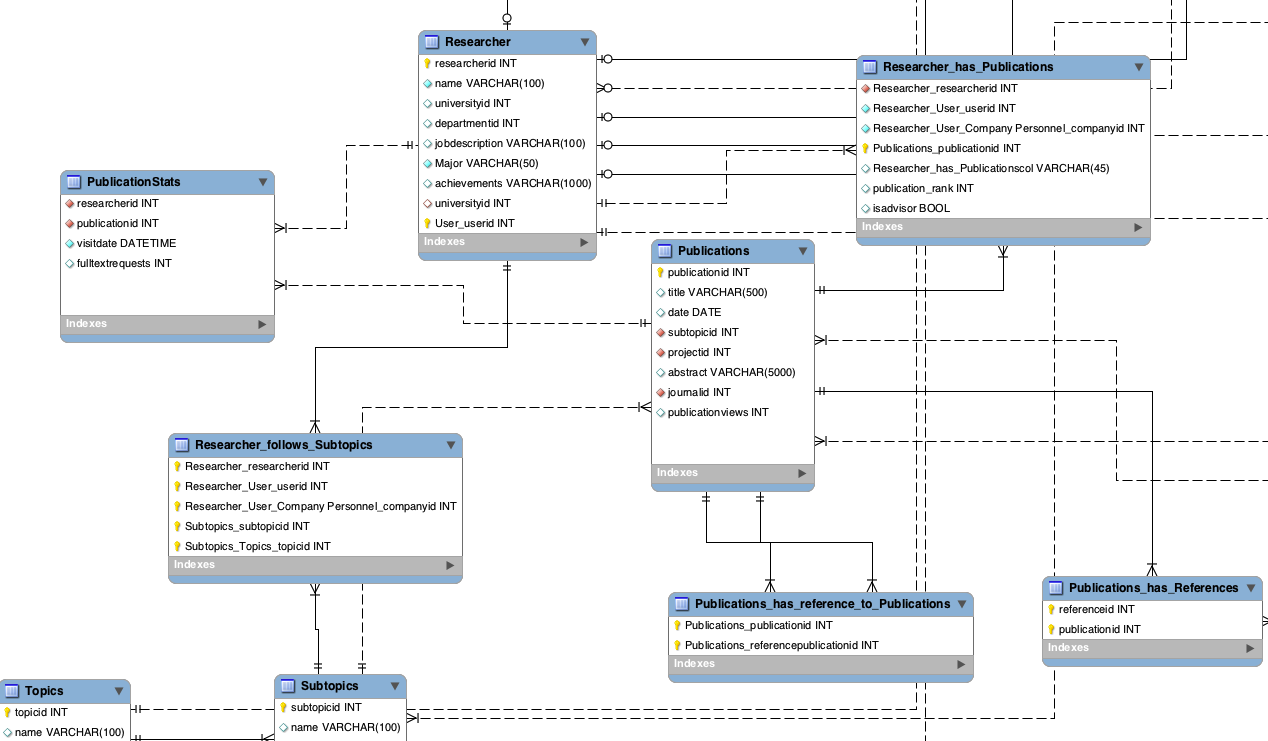 Researcher
researcherid INT
name VARCHAR(100)
universityid INT
departmentid INT
jobdescription VARCHAR(100)
Major VARCHAR(50)
achievements VARCHAR(1000)
universityid INT
User_userid INT
Indexes
Researcher_has_Publications
Researcher_researcherid INT
Researcher_User_userid INT
Researcher_User_Company Personnel_companyid INT
Publications_publicationid INT
Researcher_has_Publicationscol VARCHAR(45)
publication_rank INT
isadvisor BOOL
Indexes
PublicationStats
researcherid INT
publicationid INT
visitdate DATETIME
fulltextrequests INT
Indexes
Publications
publicationid INT
title VARCHAR(500)
date DATE
subtopicid INT
projectid INT
abstract VARCHAR(5000)
journalid INT
publicationviews INT
Indexes
Researcher_follows_Subtopics
Researcher_researcherid INT
Researcher_User_userid INT
Researcher_User_Company Personnel_companyid INT
Subtopics_subtopicid INT
Subtopics_Topics_topicid INT
Indexes
Publications_has_reference_to_Publications
Publications_publicationid INT
Publications_referencepublicationid INT
Indexes
Publications_has_References
referenceid INT
publicationid INT
Indexes
Topics
topicid INT
name VARCHAR(100)
Subtopics
subtopicid INT
name VARCHAR(100)